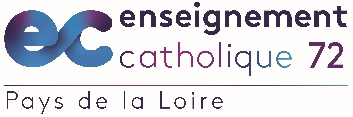 ec enseignement
catholique 72
Pays de la Loire